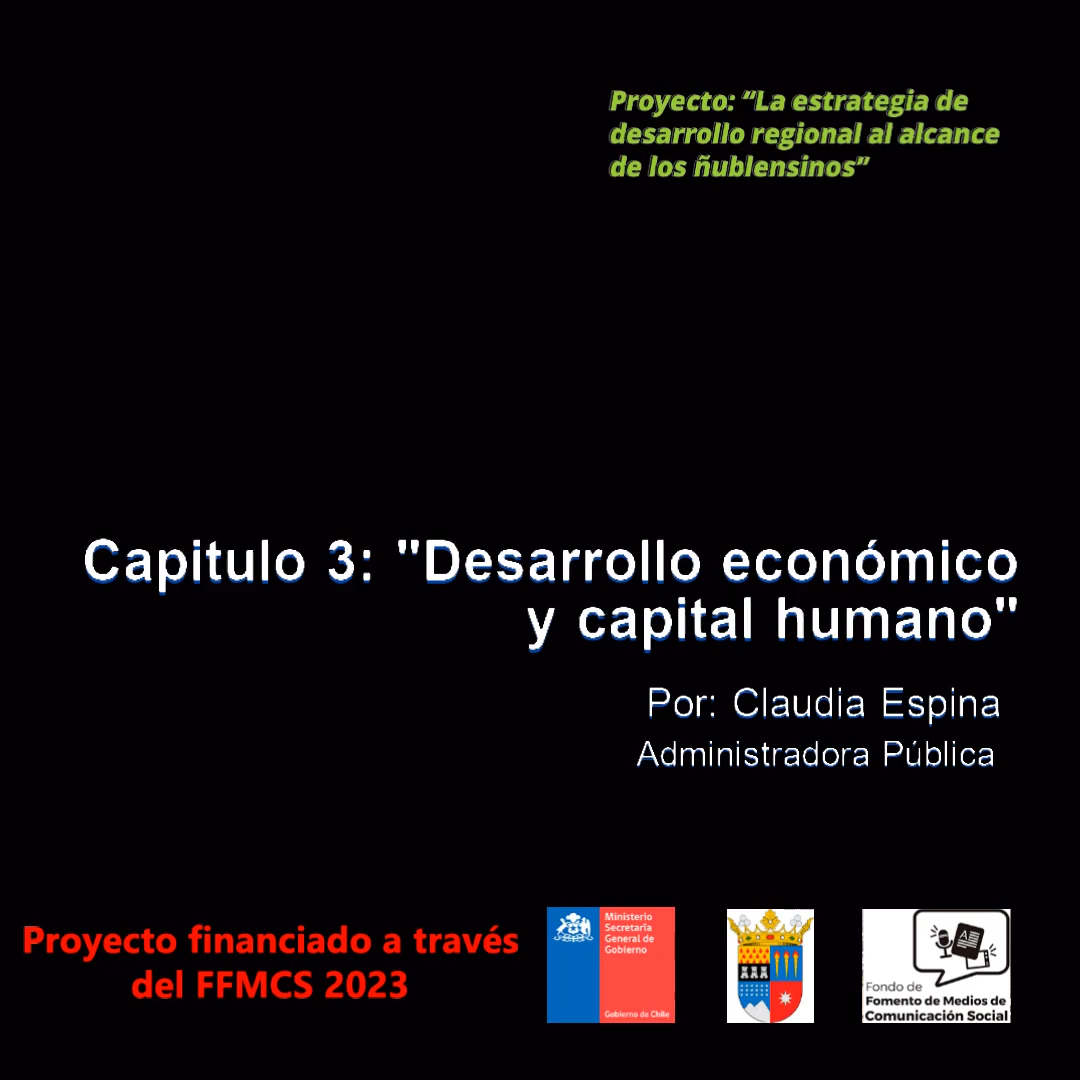 Proyecto: “La estrategia de
desarrollo regional al alcance
de los ñublensinos”
Capitulo 3: "Desarrollo económico
y capital humano"
Por: Claudia Espina
Administradora Pública
Proyecto financiado a través
del FFMCS 2023
Ministerio
Secretaría
General de
Gobierno
Gobierno de Chile
Fondo de
Fomento de Medios de
Comunicación Social